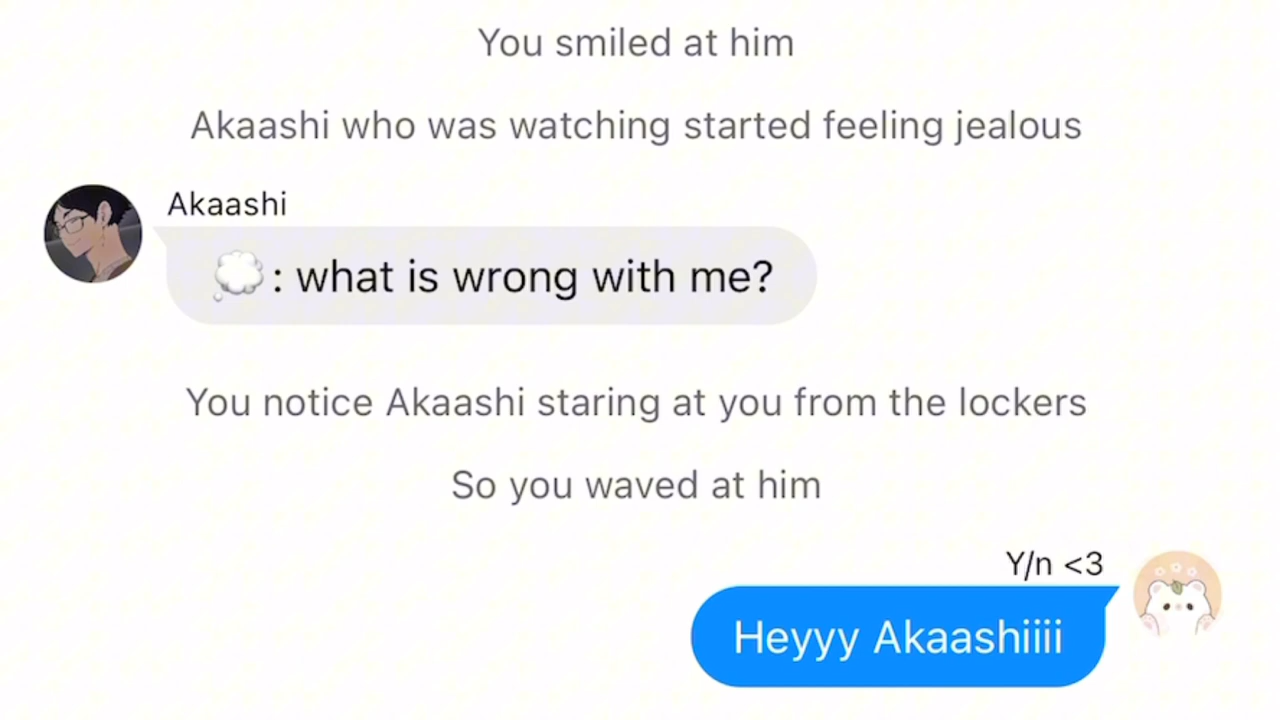 You smiled at him
Akaashi who was watching started feeling jealous
Akaashi
💭: what is wrong with me?
You notice Akaashi staring at you from the lockers
So you waved at him
Y/n <3
Heyyy Akaashiiii